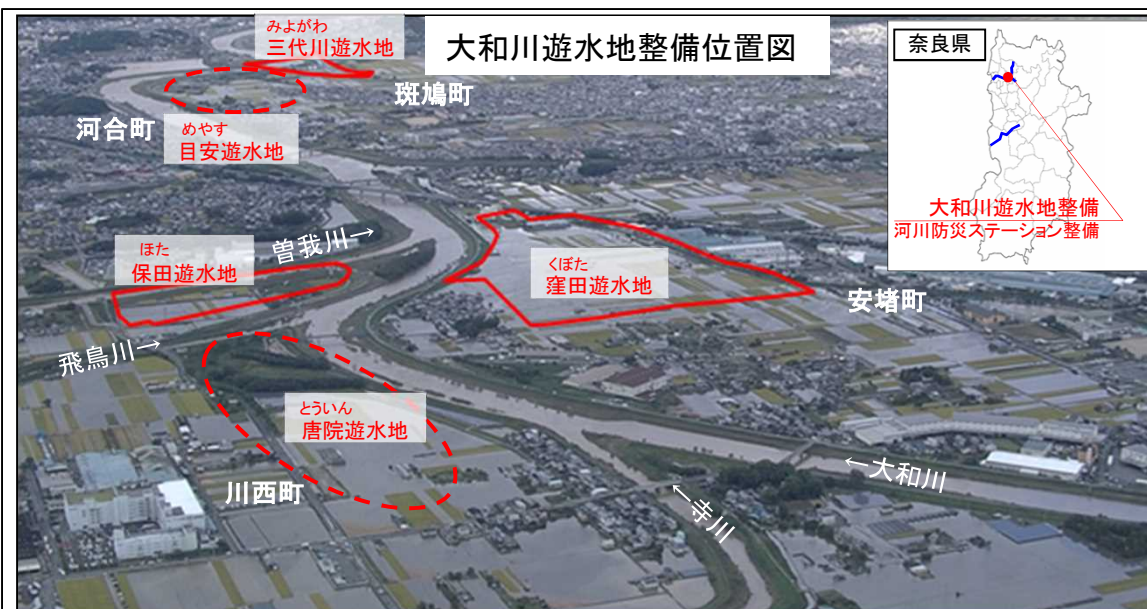 大和川遊水地整備位置図
奈良県
大和川遊水地整備
河川防災ステーション整備
みよがわ
三代川遊水地
斑鳩町
河合町
めやす
目安遊水地
曽我川→
ほた
保田遊水地
くぼた
窪田遊水地
安堵町
飛鳥川→
とういん
唐院遊水地
川西町
←大和川
←寺川